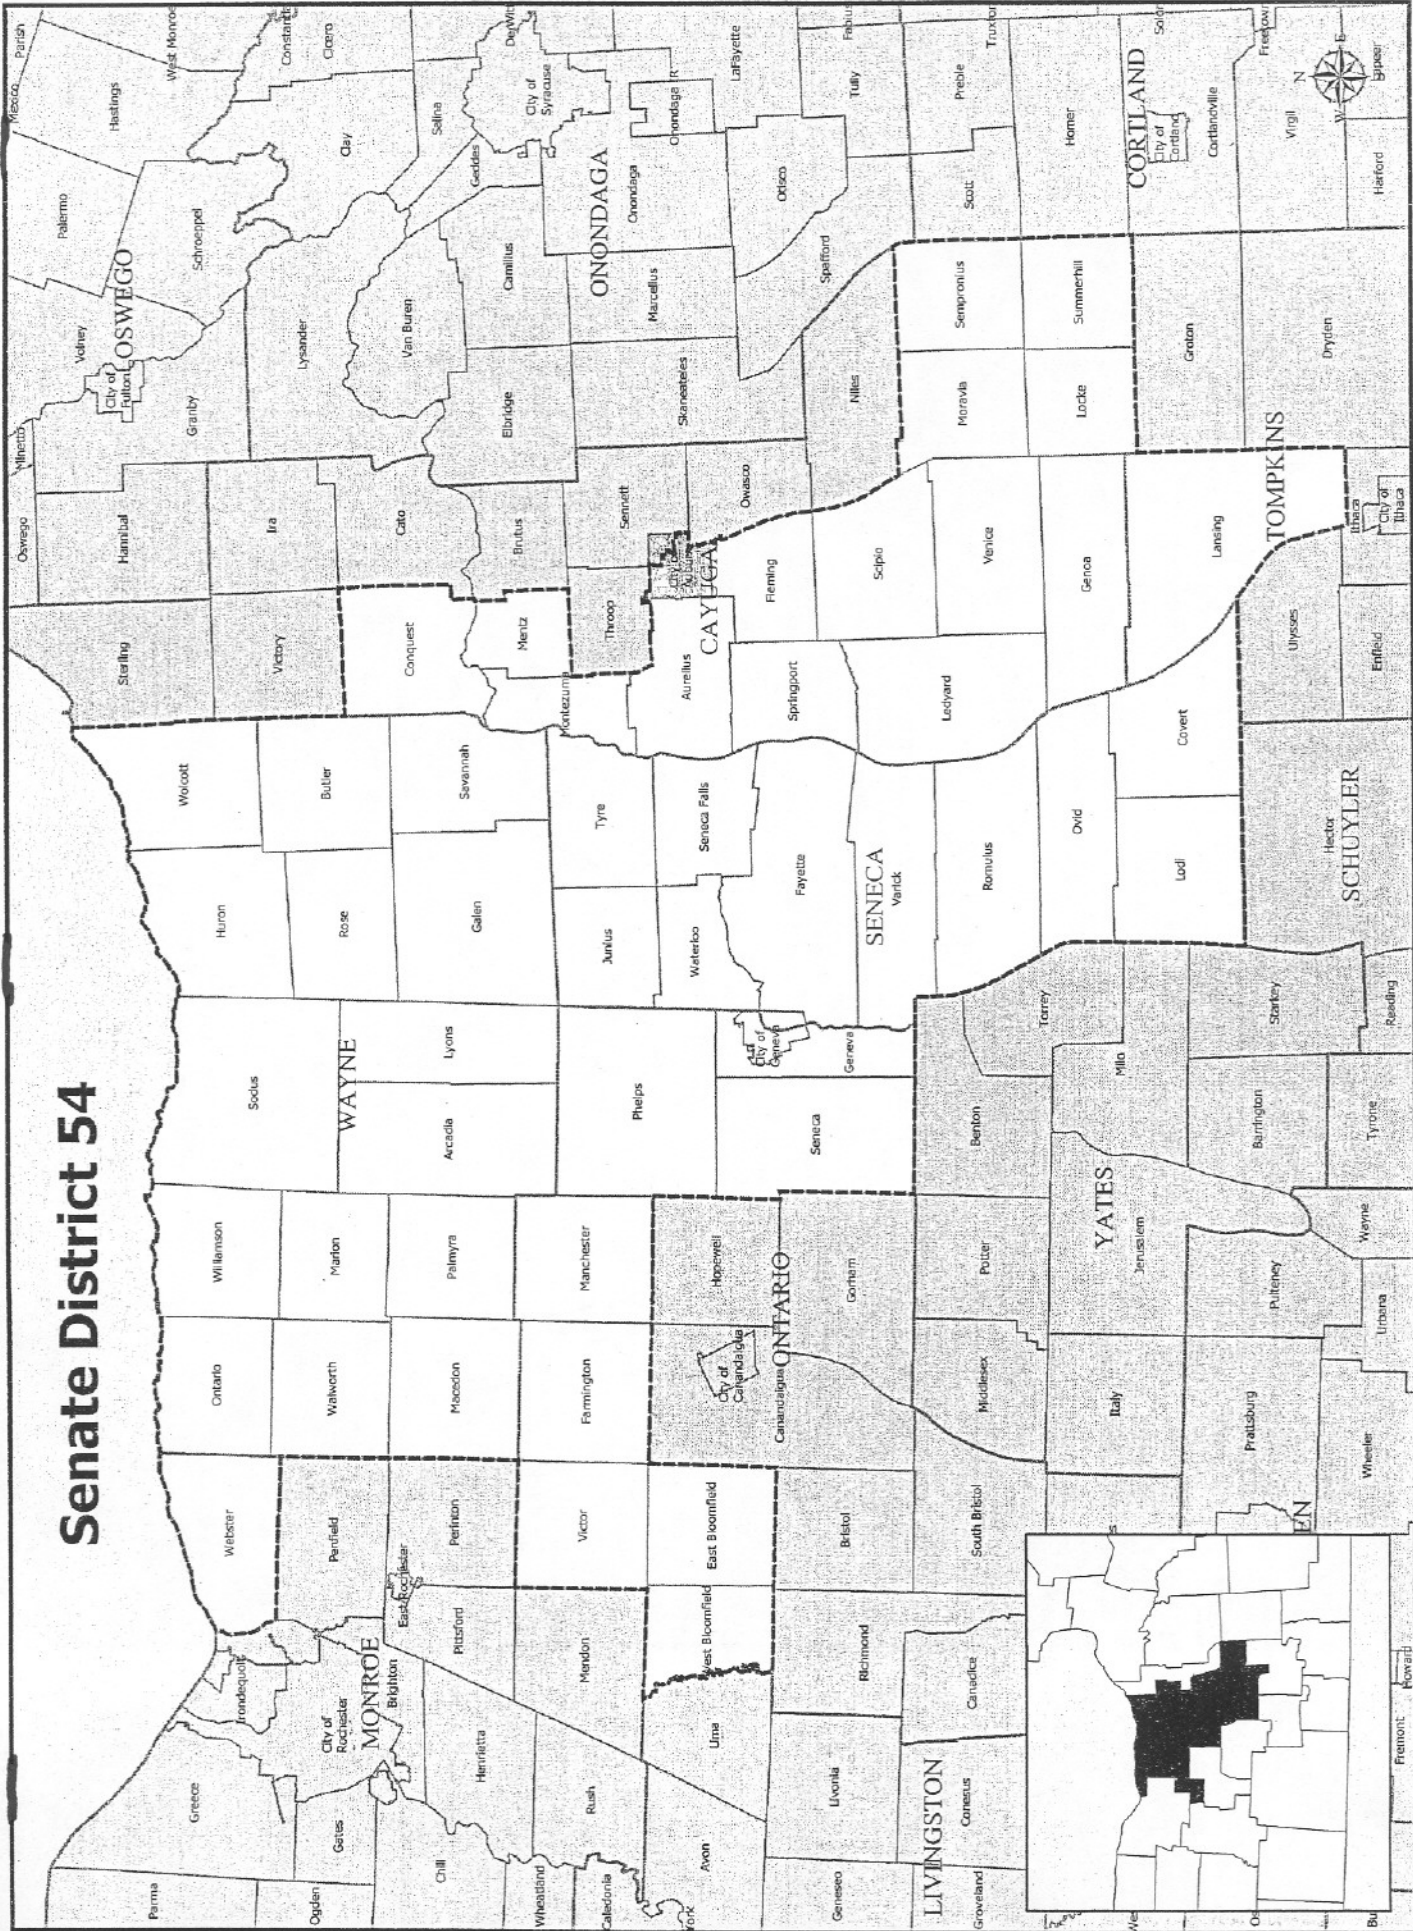 Senate District 54
Parma
Ogden
Greece
Gates
Chili
Wheatland
Caledonia
York
Irondequoit
City of
Rochester
MONROE
Brighton
Henrietta
Rush
Avon
Webster
Penfield
East Rochester
Perinton
Pittsford
Mendon
Lima
Victor
East Bloomfield
West Bloomfield
Ontario
Walworth
Macedon
Farmington
Williamson
Marion
Palmyra
Manchester
Hopewell
City of
Canandaigua
Canandaigua
ONTARIO
Gorham
Bristol
South Bristol
Richmond
Canadice
Livonia
Conesus
LIVINGSTON
Geneseo
Groveland
Sodus
WAYNE
Lyons
Arcadia
Phelps
Seneca
City of
Geneva
Geneva
Huron
Rose
Galen
Wolcott
Butler
Savannah
Junius
Tyre
Waterloo
Seneca Falls
Fayette
SENECA
Varick
Romulus
Ovid
Lodi
Covert
Benton
Torrey
Milo
Potter
YATES
Jerusalem
Middlesex
Italy
Starkey
Barrington
Reading
Tyrone
Wayne
Pulteney
Urbana
Prattsburg
Wheeler
EN
Howard
Fremont
Sterling
Victory
Conquest
Mentz
Montezuma
Throop
Aurelius
CAYUGA
Springport
Fleming
Scipio
Ledyard
Venice
Genoa
Lansing
TOMPKINS
Ulysses
Enfield
Hector
SCHUYLER
Ithaca
City of
Ithaca
Oswego
Minetto
Hannibal
Ira
Cato
Brutus
Sennett
Owasco
Niles
Moravia
Sempronius
Locke
Summerhill
Groton
Dryden
Volney
City of
Fulton
OSWEGO
Granby
Palermo
Schroeppel
Lysander
Van Buren
Elbridge
Camillus
Skaneateles
Marcellus
ONONDAGA
Onondaga
Spafford
Otisco
Mexico
Parish
Hastings
West Monroe
Constantia
Cicero
Clay
Salina
Geddes
City of
Syracuse
DeWitt
Onondaga R
LaFayette
Fabius
Tully
Preble
Truxton
Scott
Homer
CORTLAND
City of
Cortland
Cortlandville
Solon
Freetown
Virgil
Harford
Lapeer
N
E
W